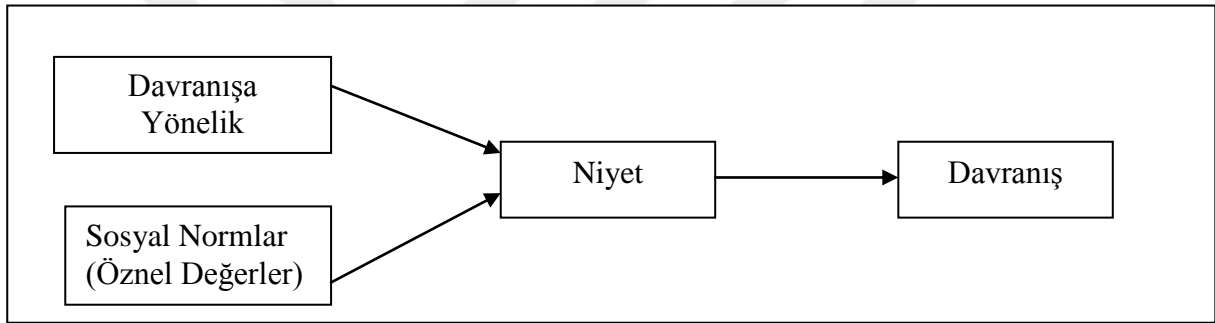 Davranışa
Yönelik
Sosyal Normlar
(Öznel Değerler)
Niyet
Davranış